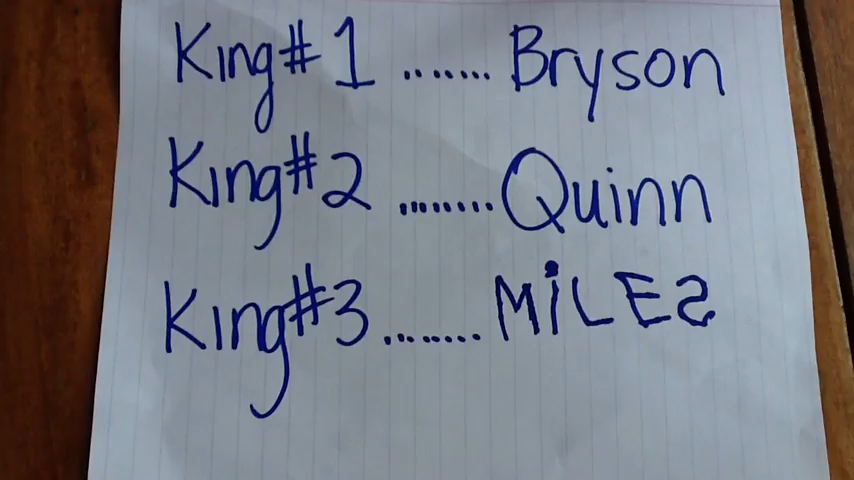 King# 1 ....... Bryson
King#2 ........ Quinn
King#3 ....... MiLES